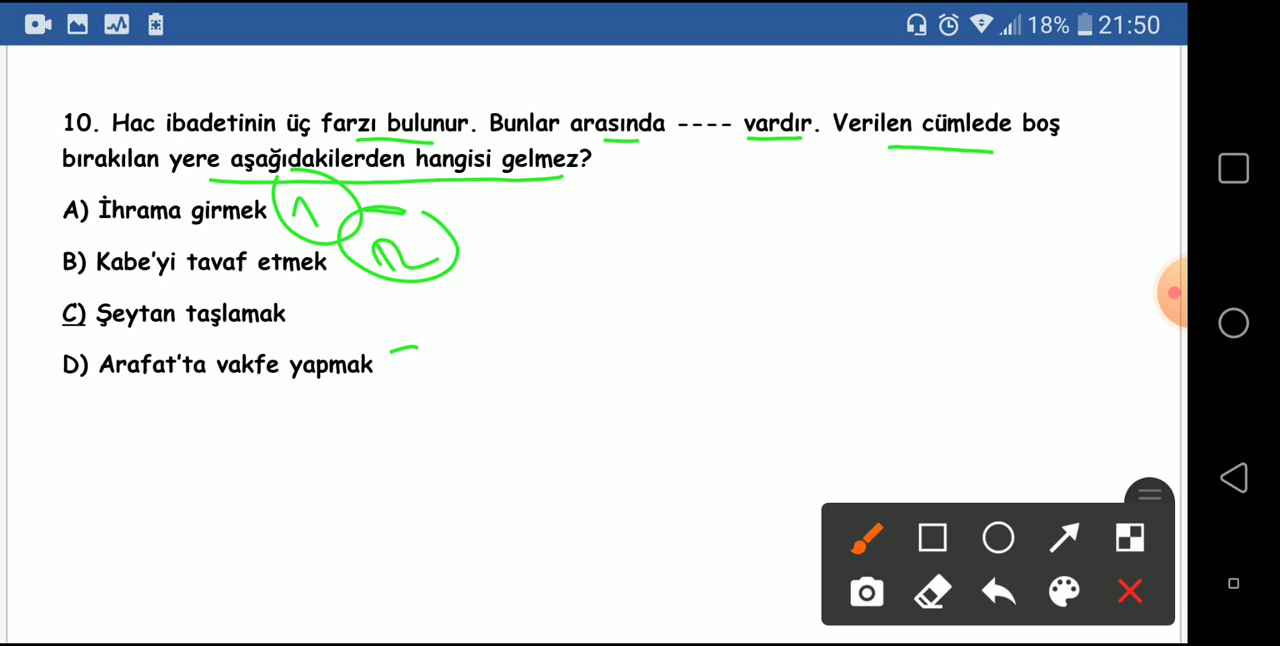 18% 21:50
10. Hac ibadetinin üç farzı bulunur. Bunlar arasında ---- vardır. Verilen cümlede boş
bırakılan yere aşağıdakilerden hangisi gelmez?
A) İhrama girmek
B) Kabe'yi tavaf etmek
C) Şeytan taşlamak
D) Arafat'ta vakfe yapmak